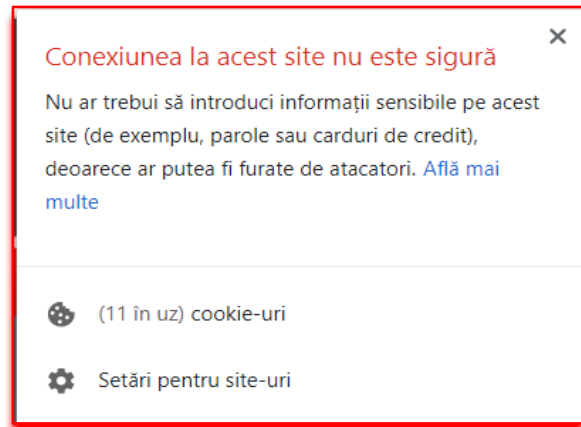 Conexiunea la acest site nu este sigură
Nu ar trebui să introduci informații sensibile pe acest
site (de exemplu, parole sau carduri de credit),
deoarece ar putea fi furate de atacatori. Află mai
multe
(11 în uz) cookie-uri
Setări pentru site-uri